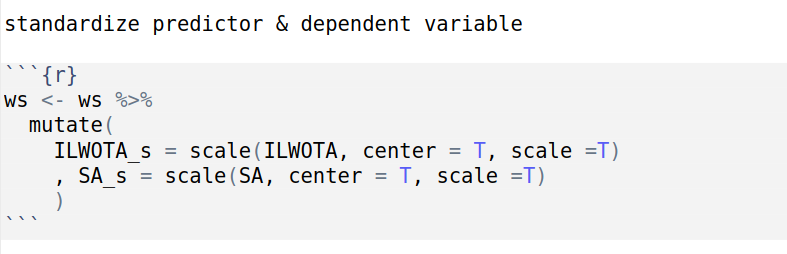 standardize predictor & dependent variable
```{r}
ws <- ws %>%
  mutate(
    ILWOTA_s = scale(ILWOTA, center = T, scale =T)
    , SA_s = scale(SA, center = T, scale =T)
    )
```